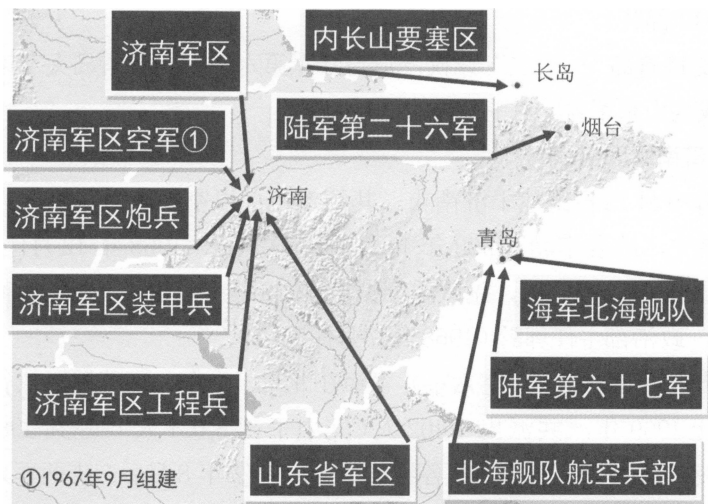 济南军区
内长山要塞区
长岛
陆军第二十六军
烟台
济南军区空军①
济南
济南军区炮兵
青岛
济南军区装甲兵
海军北海舰队
济南军区工程兵
陆军第六十七军
山东省军区
北海舰队航空兵部
①1967年9月组建